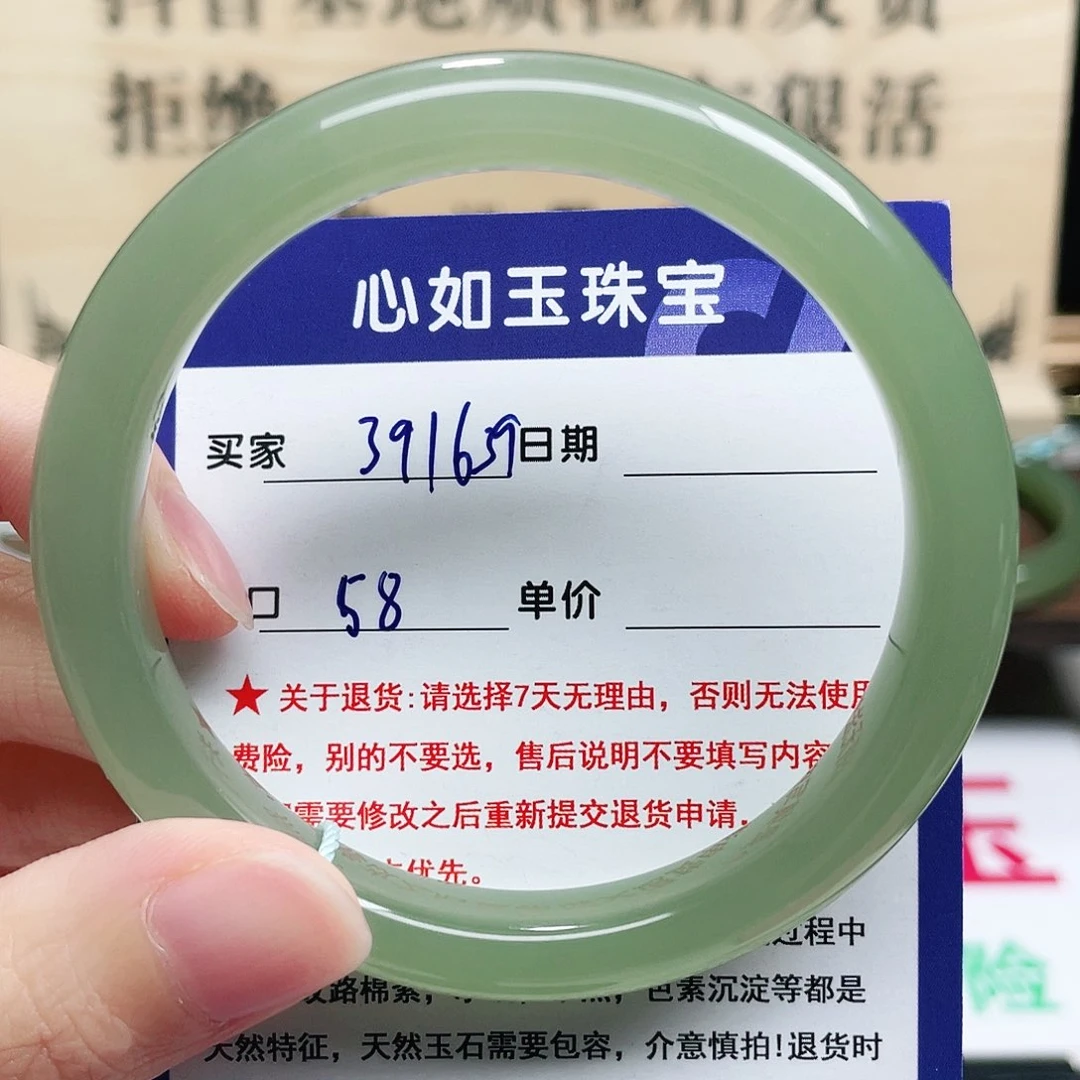 拒绝
活
心如玉珠宝
买家 391639 日期
口 58 单价
★关于退货:请选择7天无理由，否则无法使用
费险，别的不要选，售后说明不要填写内容
需要修改之后重新提交退货申请.
优先。
过程中
路棉絮，色素沉淀等都是
天然特征，天然玉石需要包容，介意慎拍!退货时
险